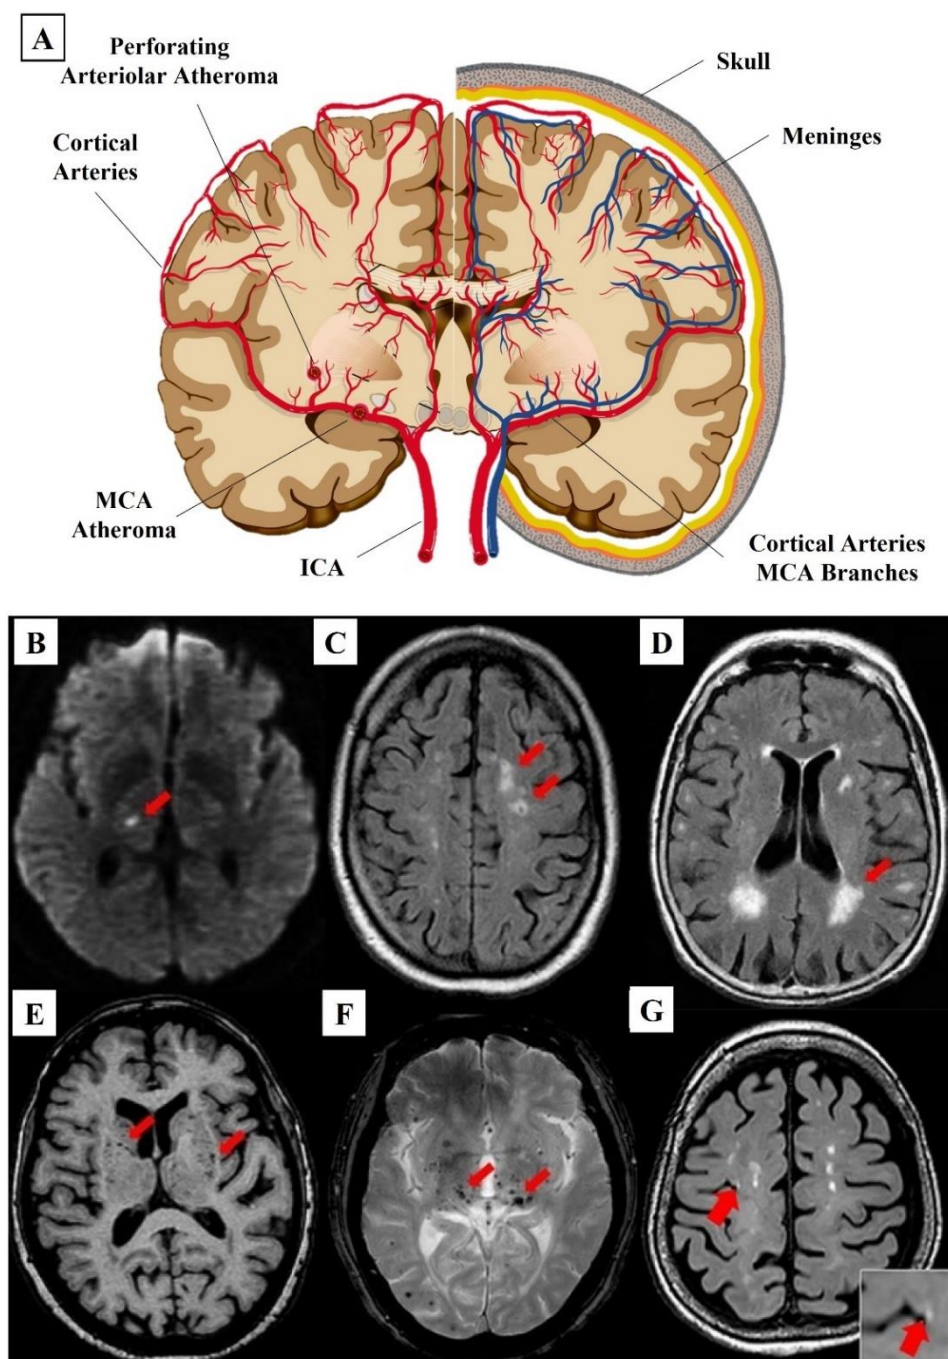 A
Perforating
Arteriolar Atheroma
Cortical
Arteries
Skull
Meninges
MCA
Atheroma
ICA
Cortical Arteries
MCA Branches
B
C
D
E
F
G